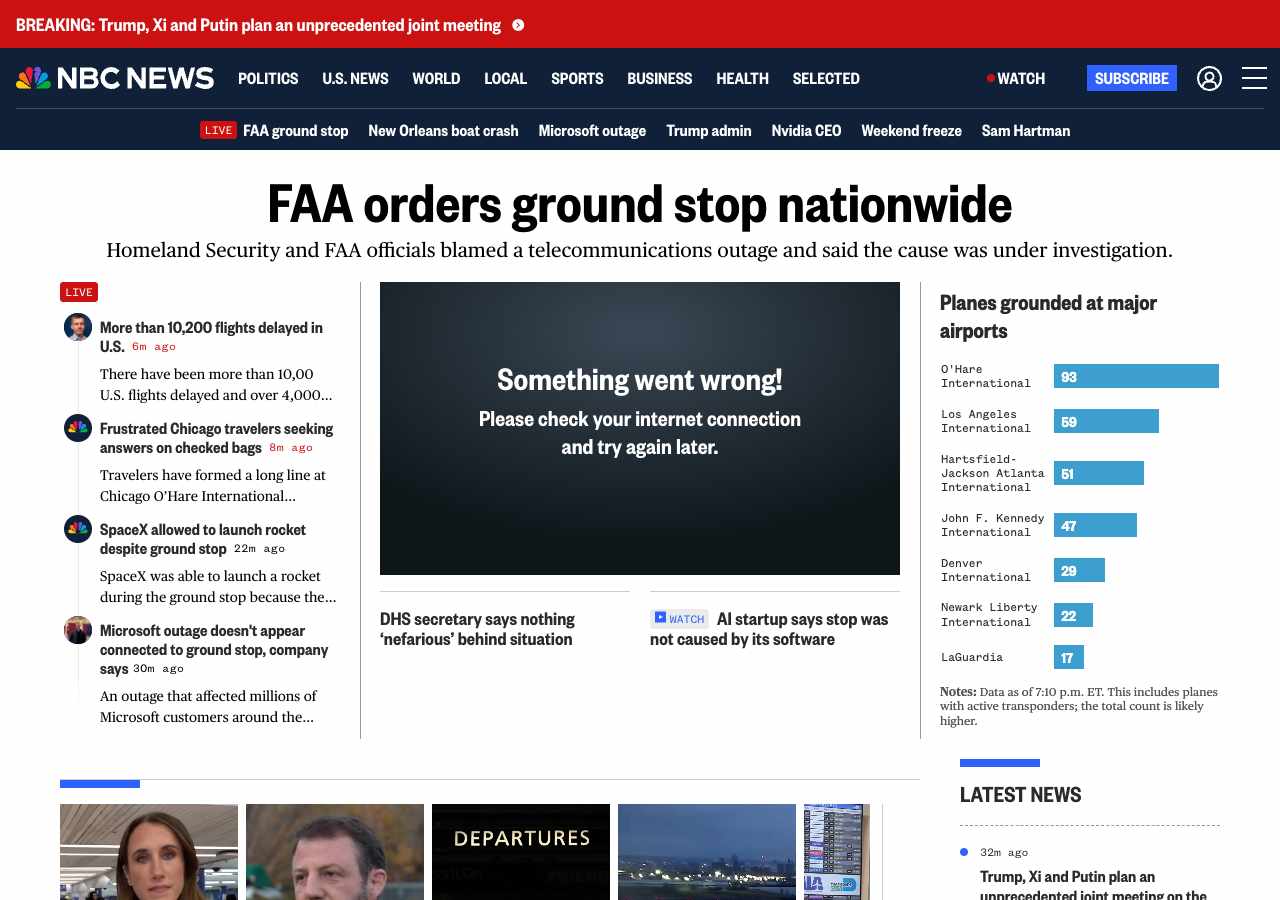 BREAKING: Trump, Xi and Putin plan an unprecedented joint meeting
NBC NEWS POLITICS U.S. NEWS WORLD LOCAL SPORTS BUSINESS HEALTH SELECTED WATCH SUBSCRIBE
LIVE FAA ground stop New Orleans boat crash Microsoft outage Trump admin Nvidia CEO Weekend freeze Sam Hartman
FAA orders ground stop nationwide
Homeland Security and FAA officials blamed a telecommunications outage and said the cause was under investigation.
LIVE
More than 10,200 flights delayed in
U.S. 6m ago
There have been more than 10,00
U.S. flights delayed and over 4,000...
Frustrated Chicago travelers seeking
answers on checked bags 8m ago
Travelers have formed a long line at
Chicago O’Hare International...
SpaceX allowed to launch rocket
despite ground stop 22m ago
SpaceX was able to launch a rocket
during the ground stop because the...
Microsoft outage doesn't appear
connected to ground stop, company
says 30m ago
An outage that affected millions of
Microsoft customers around the...
Something went wrong!
Please check your internet connection
and try again later.
DHS secretary says nothing
‘nefarious’ behind situation
WATCH AI startup says stop was
not caused by its software
Planes grounded at major
airports
O'Hare
International
93
Los Angeles
International
59
Hartsfield-
Jackson Atlanta
International
51
John F. Kennedy
International
47
Denver
International
29
Newark Liberty
International
22
LaGuardia
17
Notes: Data as of 7:10 p.m. ET. This includes planes
with active transponders; the total count is likely
higher.
DEPARTURES
LATEST NEWS
32m ago
Trump, Xi and Putin plan an
unprecedented joint meeting on the